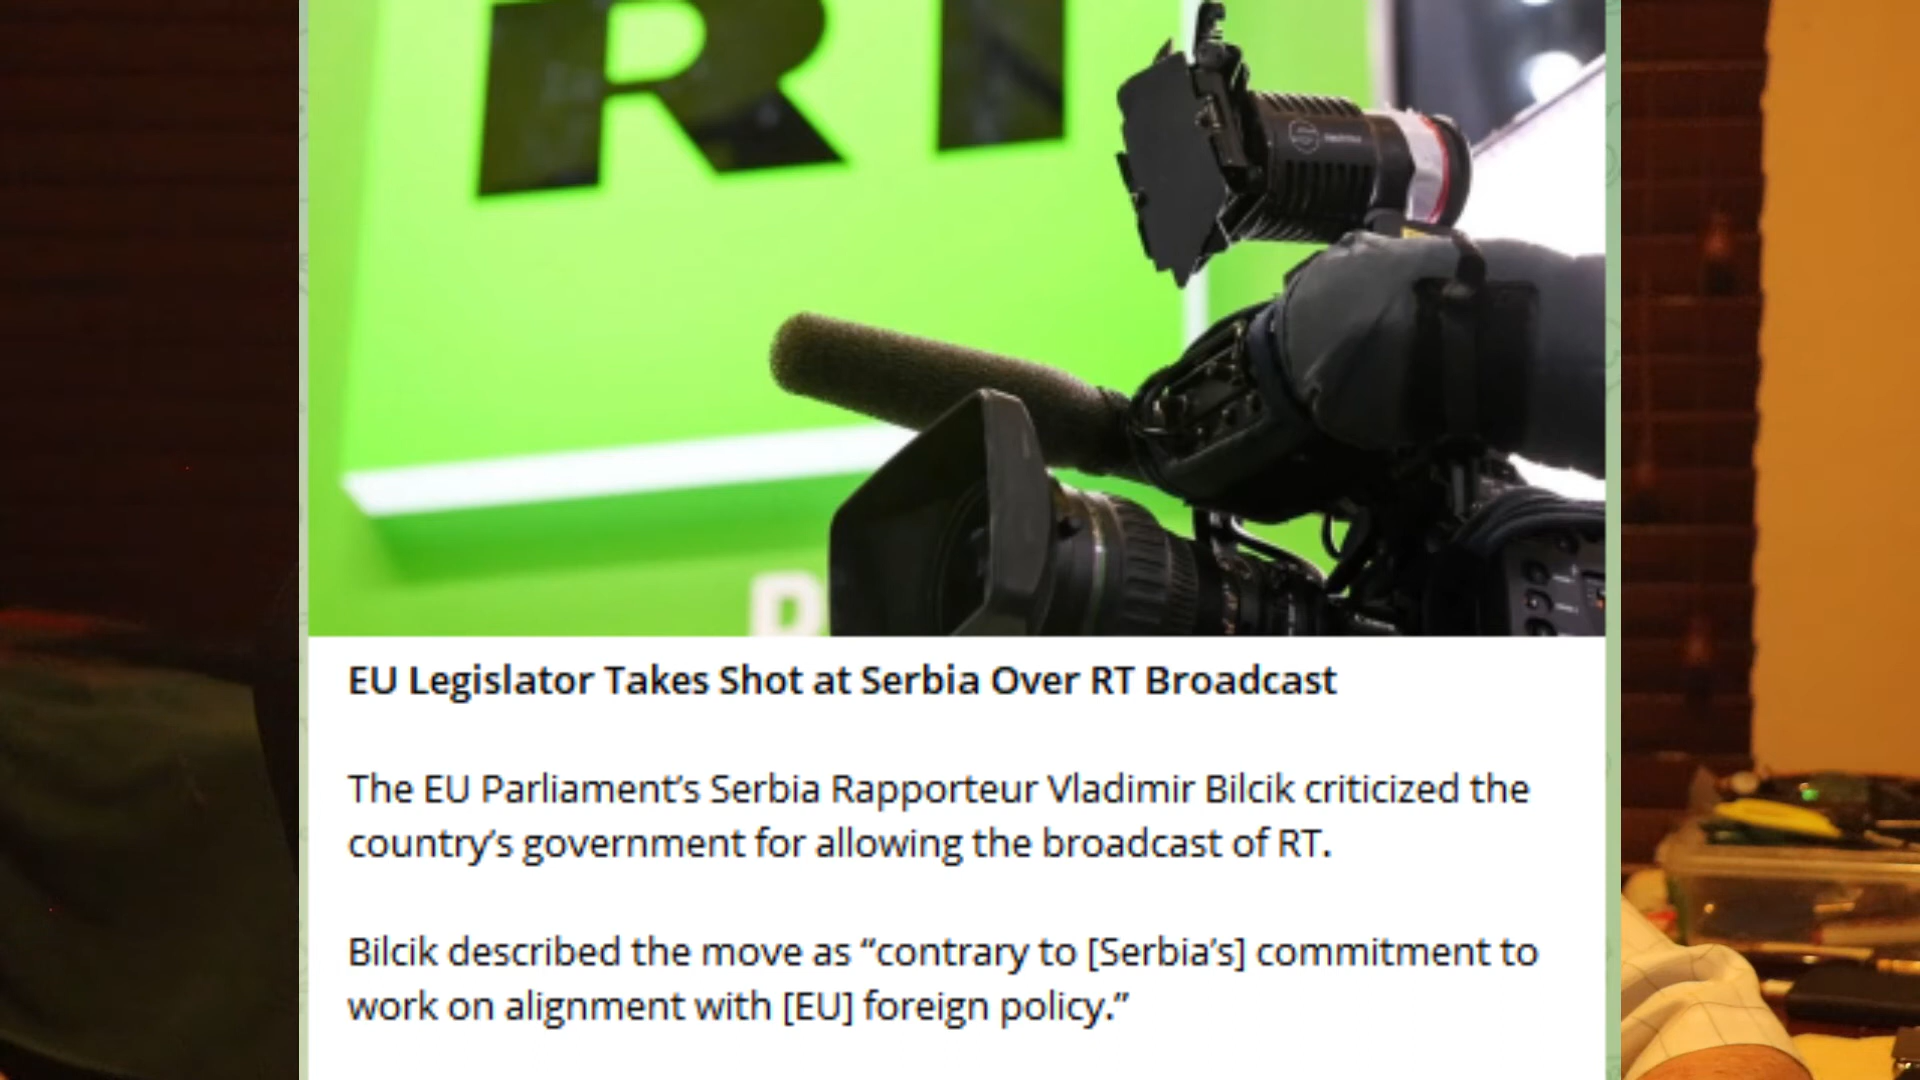 RT
EU Legislator Takes Shot at Serbia Over RT Broadcast
The EU Parliament’s Serbia Rapporteur Vladimir Bilcik criticized the
country’s government for allowing the broadcast of RT.
Bilcik described the move as “contrary to [Serbia’s] commitment to
work on alignment with [EU] foreign policy.”